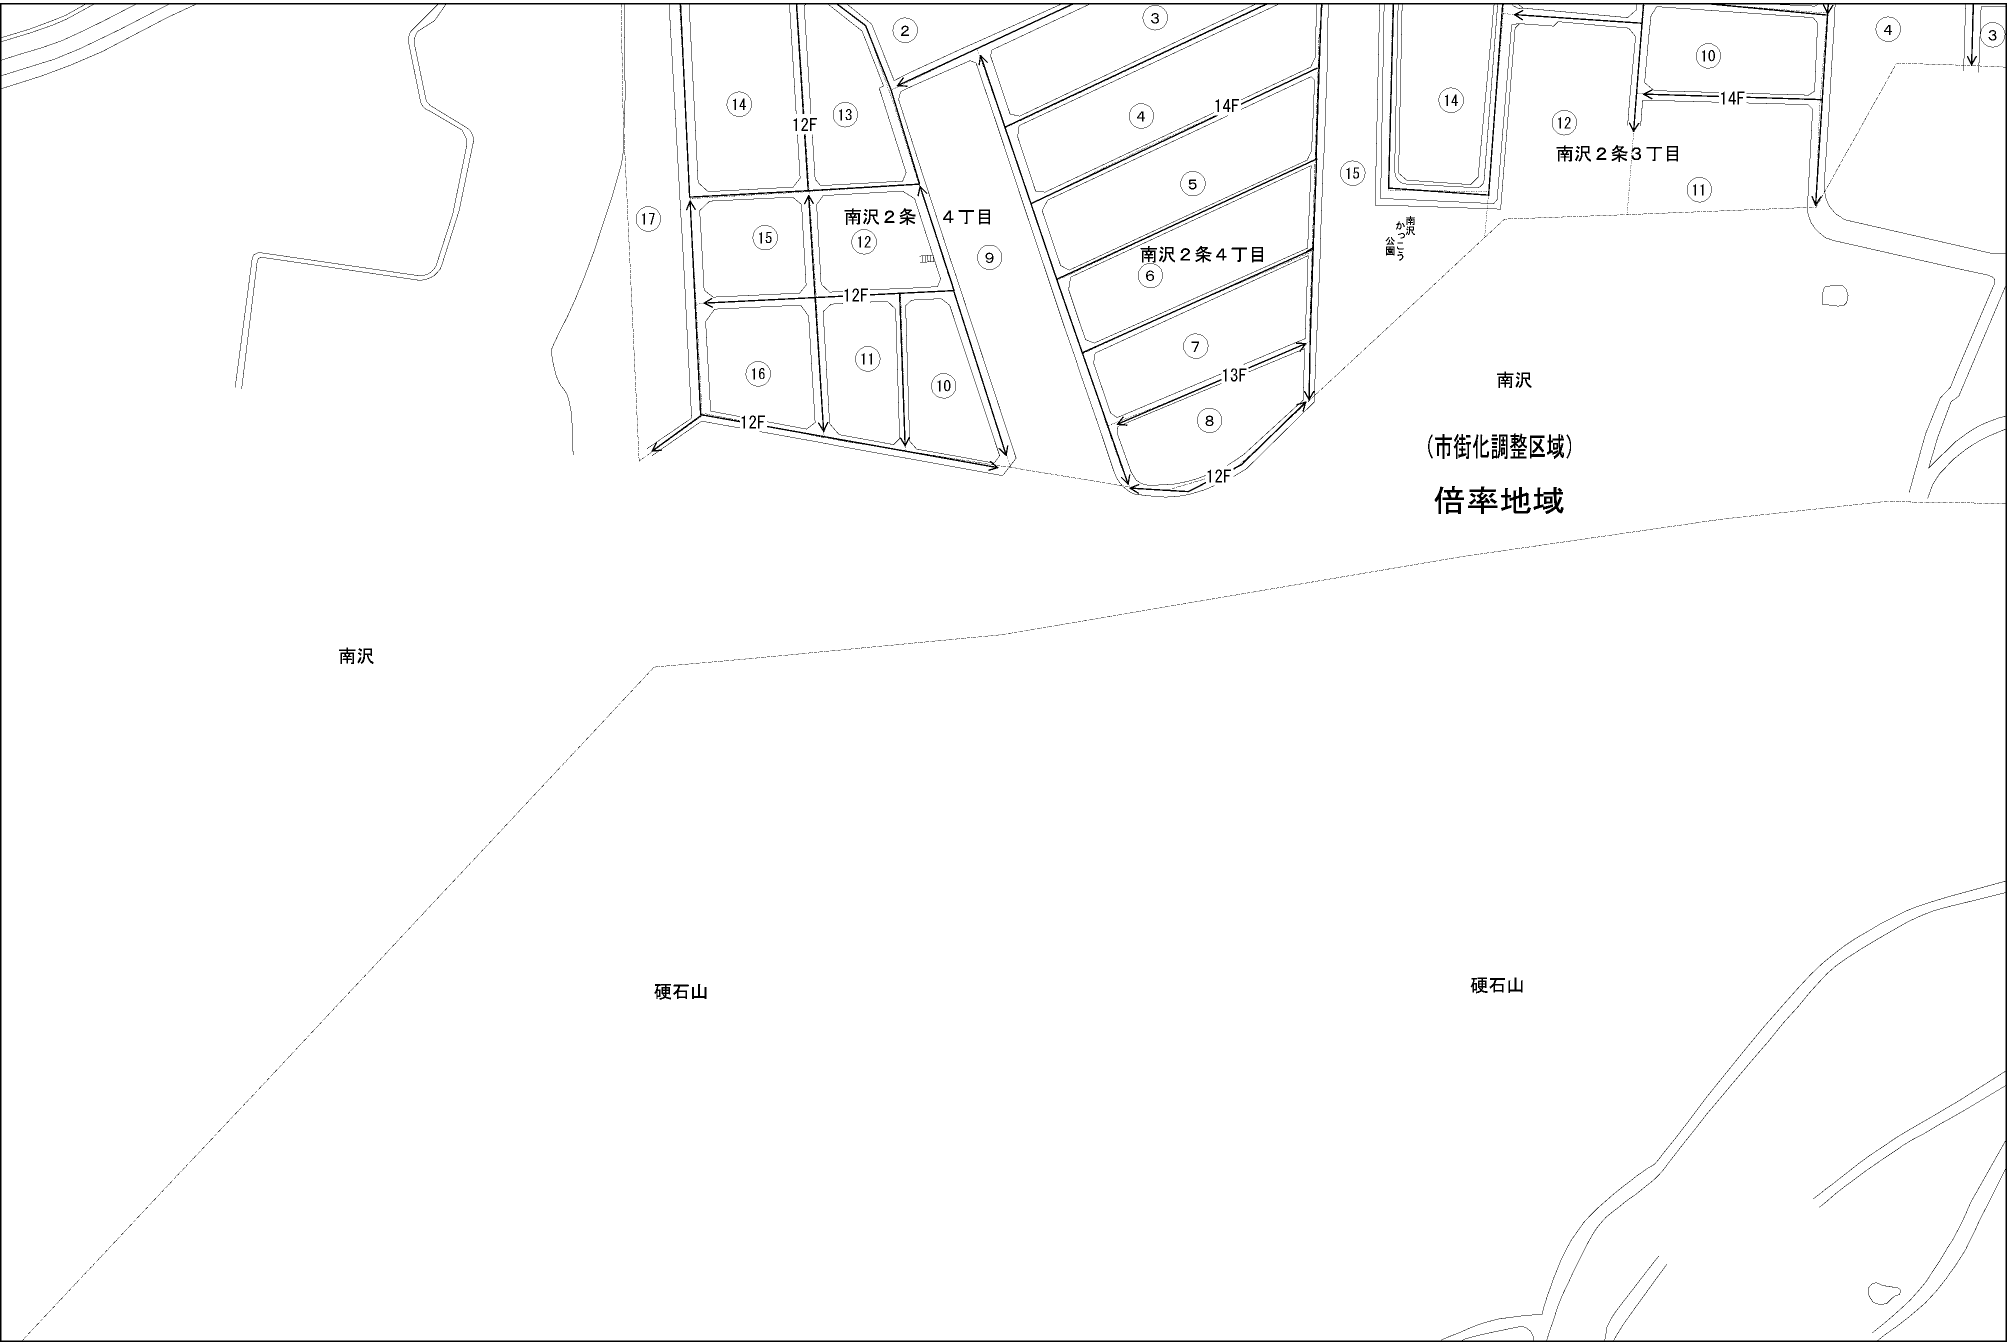 ②
③
④
③
⑩
⑭
⑬
12F
④
14F
⑭
⑫
14F
南沢２条３丁目
⑮
⑤
⑪
⑰
南沢２条　４丁目
⑮
⑫
⑨
南沢
かっこう
公園
南沢２条４丁目
⑥
12F
⑦
⑪
⑯
⑩
13F
南沢
12F
⑧
(市街化調整区域)
12F
倍率地域
南沢
硬石山
硬石山